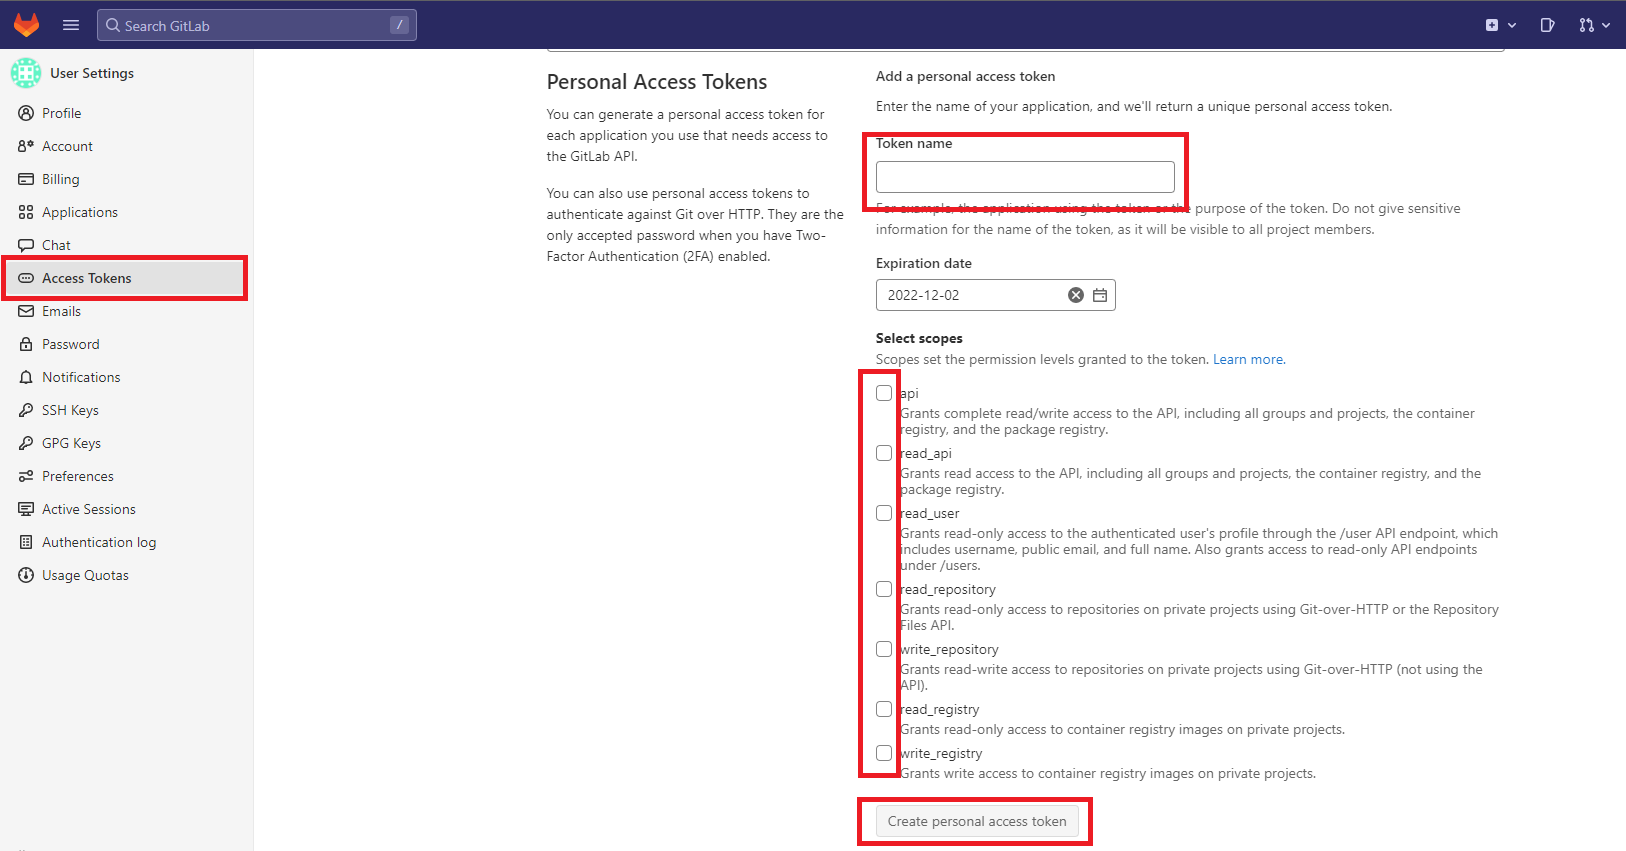 Search GitLab
/
User Settings
Profile
Account
Billing
Applications
Chat
Access Tokens
Emails
Password
Notifications
SSH Keys
GPG Keys
Preferences
Active Sessions
Authentication log
Usage Quotas
Personal Access Tokens
You can generate a personal access token for
each application you use that needs access to
the GitLab API.
You can also use personal access tokens to
authenticate against Git over HTTP. They are the
only accepted password when you have Two-
Factor Authentication (2FA) enabled.
Add a personal access token
Enter the name of your application, and we'll return a unique personal access token.
Token name
For example, the application using the token or the purpose of the token. Do not give sensitive
information for the name of the token, as it will be visible to all project members.
Expiration date
2022-12-02
Select scopes
Scopes set the permission levels granted to the token. Learn more.
api
Grants complete read/write access to the API, including all groups and projects, the container
registry, and the package registry.
read_api
Grants read access to the API, including all groups and projects, the container registry, and the
package registry.
read_user
Grants read-only access to the authenticated user's profile through the /user API endpoint, which
includes username, public email, and full name. Also grants access to read-only API endpoints
under /users.
read_repository
Grants read-only access to repositories on private projects using Git-over-HTTP or the Repository
Files API.
write_repository
Grants read-write access to repositories on private projects using Git-over-HTTP (not using the
API).
read_registry
Grants read-only access to container registry images on private projects.
write_registry
Grants write access to container registry images on private projects.
Create personal access token